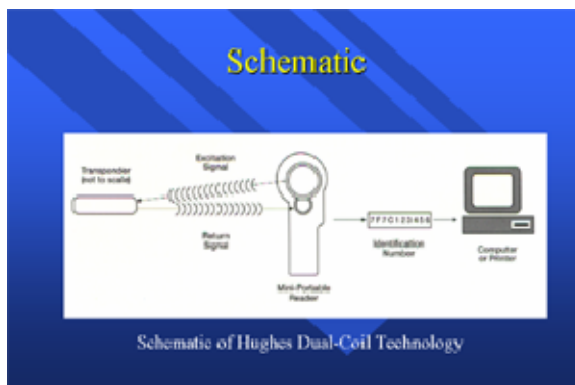 Schematic
Transponder
(not to scale)
Excitation
Signal
Return
Signal
Mini-Portable
Reader
7F7C123456
Identification
Number
Computer
or Printer
Schematic of Hughes Dual-Coil Technology